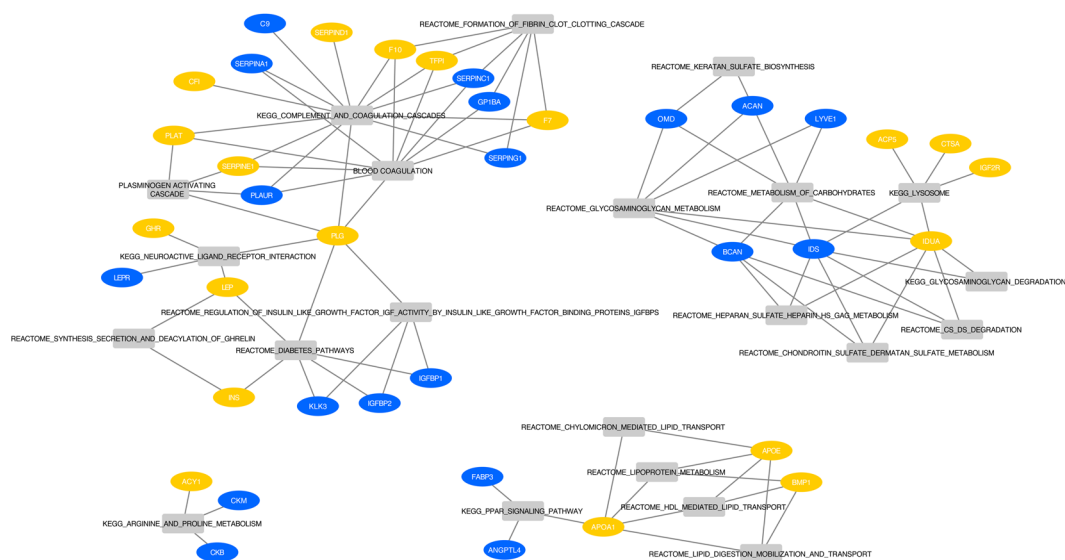 C9
SERPIND1
REACTOME_FORMATION_OF_FIBRIN_CLOT_CLOTTING_CASCADE
F10
TFPI
SERPINA1
SERPINC1
CFI
GP1BA
KEGG_COMPLEMENT_AND_COAGULATION_CASCADES
F7
PLAT
SERPING1
SERPINE1
BLOOD COAGULATION
PLASMINOGEN ACTIVATING
CASCADE
PLAUR
GHR
PLG
KEGG_NEUROACTIVE_LIGAND_RECEPTOR_INTERACTION
LEPR
LEP
REACTOME_REGULATION_OF_INSULIN_LIKE_GROWTH_FACTOR_IGF_ACTIVITY_BY_INSULIN_LIKE_GROWTH_FACTOR_BINDING_PROTEINS_IGFBPS
REACTOME_SYNTHESIS_SECRETION_AND_DEACYLATION_OF_GHRELIN
REACTOME_DIABETES_PATHWAYS
IGFBP1
INS
KLK3
IGFBP2
REACTOME_KERATAN_SULFATE_BIOSYNTHESIS
ACAN
OMD
LYVE1
ACP5
CTSA
IGF2R
REACTOME_METABOLISM_OF_CARBOHYDRATES
KEGG_LYSOSOME
REACTOME_GLYCOSAMINOGLYCAN_METABOLISM
IDUA
BCAN
IDS
KEGG_GLYCOSAMINOGLYCAN_DEGRADATION
REACTOME_HEPARAN_SULFATE_HEPARIN_HS_GAG_METABOLISM
REACTOME_CS_DS_DEGRADATION
REACTOME_CHONDROITIN_SULFATE_DERMATAN_SULFATE_METABOLISM
ACY1
CKM
KEGG_ARGININE_AND_PROLINE_METABOLISM
CKB
REACTOME_CHYLOMICRON_MEDIATED_LIPID_TRANSPORT
APOE
FABP3
REACTOME_LIPOPROTEIN_METABOLISM
BMP1
REACTOME_HDL_MEDIATED_LIPID_TRANSPORT
KEGG_PPAR_SIGNALING_PATHWAY
APOA1
ANGPTL4
REACTOME_LIPID_DIGESTION_MOBILIZATION_AND_TRANSPORT